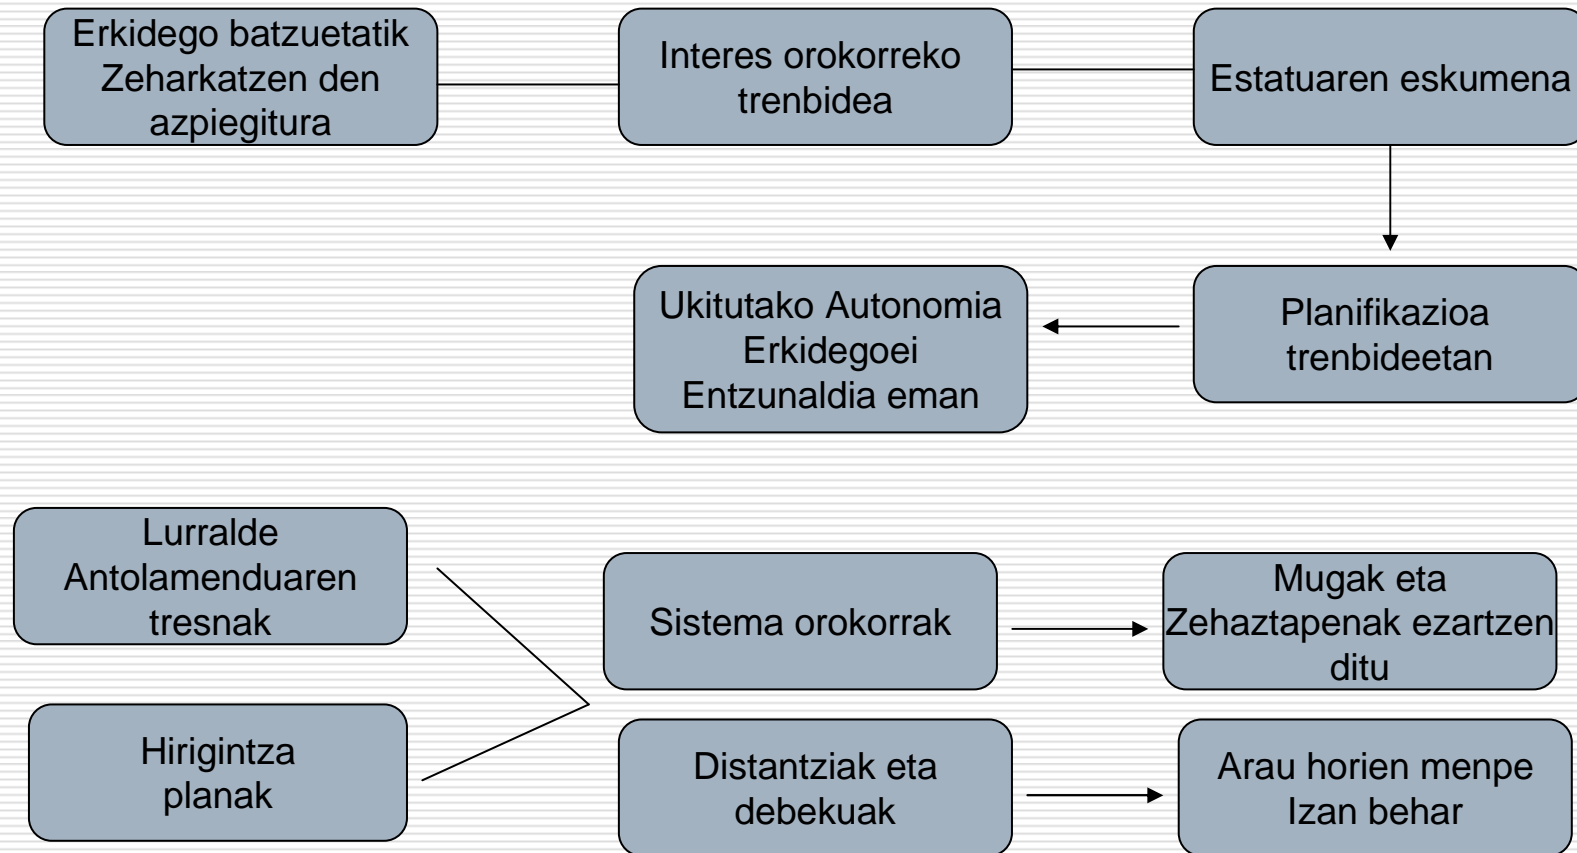 Erkidego batzuetatik
Zeharkatzen den
azpiegitura
Interes orokorreko
trenbidea
Estatuaren eskumena
Ukitutako Autonomia
Erkidegoei
Entzunaldia eman
Planifikazioa
trenbideetan
Lurralde
Antolamenduaren
tresnak
Sistema orokorrak
Mugak eta
Zehaztapenak ezartzen
ditu
Hirigintza
planak
Distantziak eta
debekuak
Arau horien menpe
Izan behar